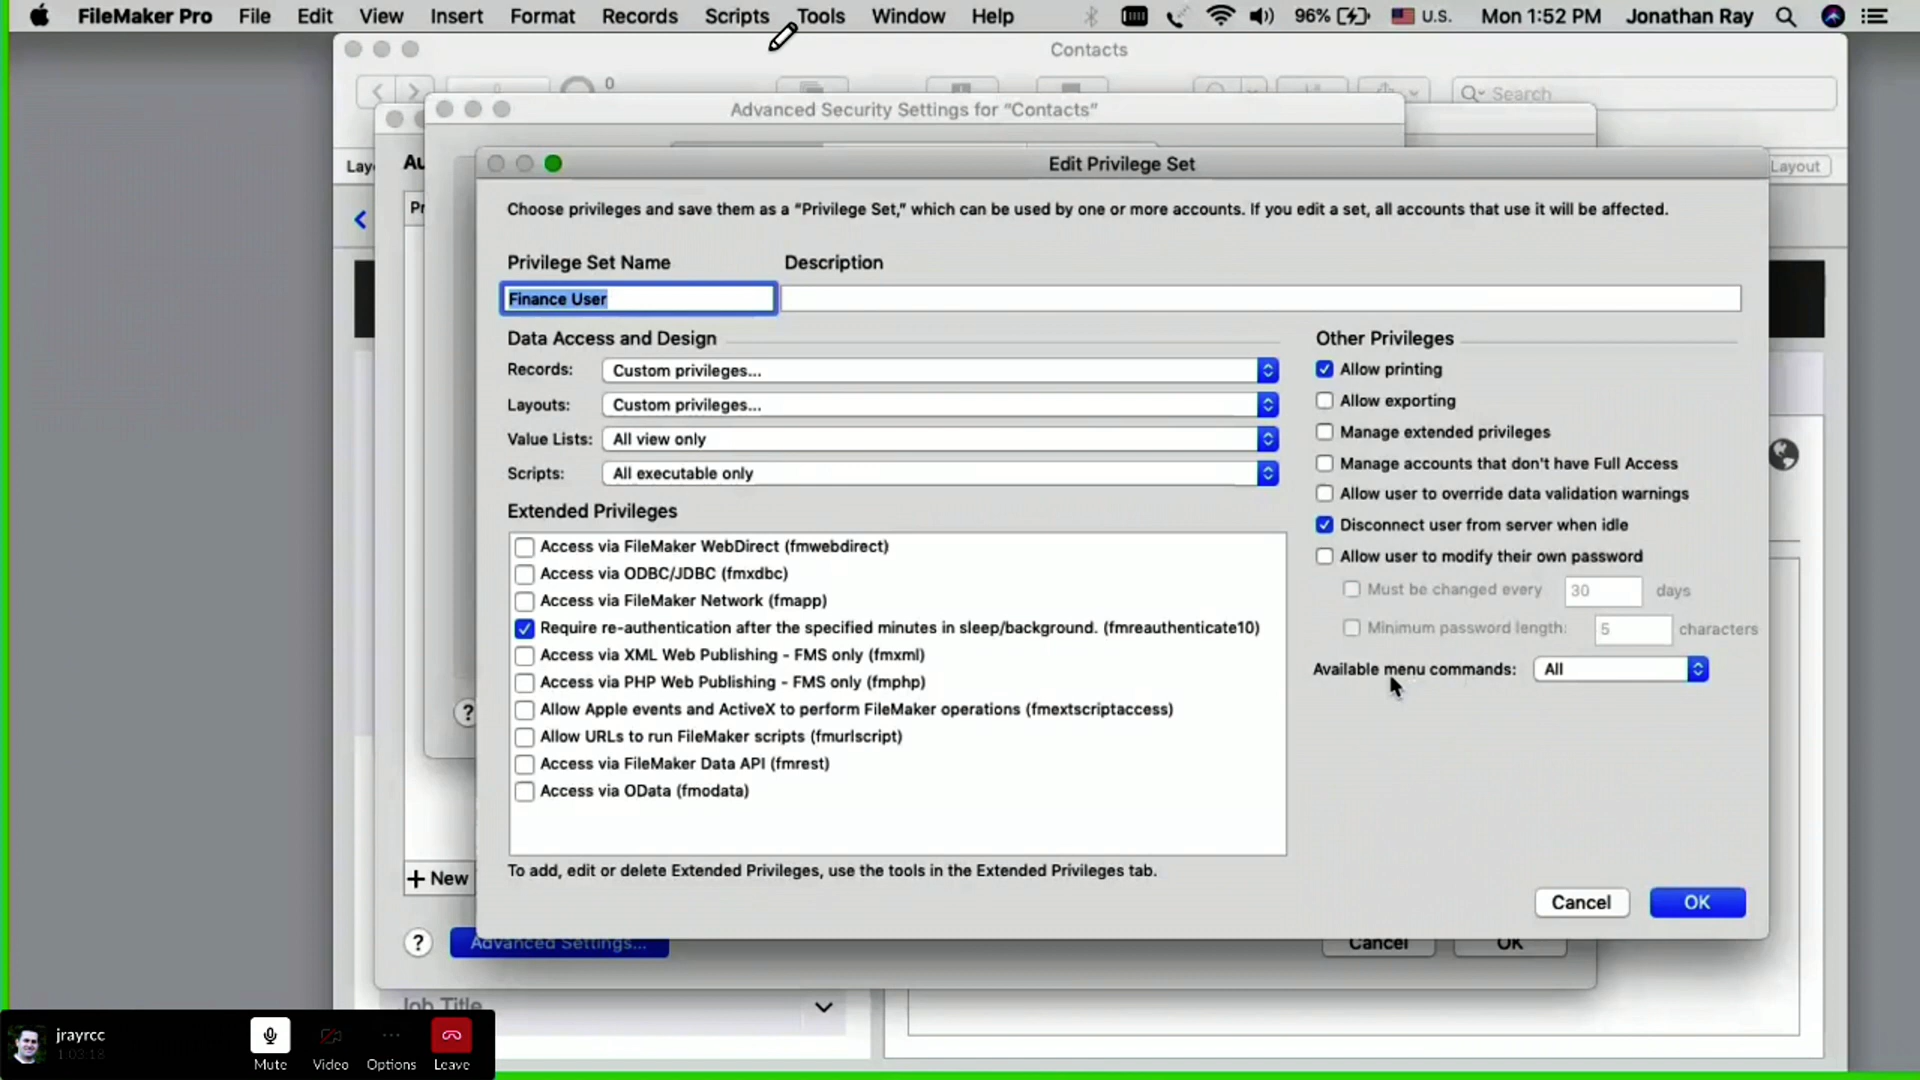 FileMaker Pro File Edit View Insert Format Records Scripts Tools Window Help 96% U.S. Mon 1:52 PM Jonathan Ray
Contacts
0
Search
Advanced Security Settings for “Contacts”
Layout
Edit Privilege Set
Choose privileges and save them as a “Privilege Set,” which can be used by one or more accounts. If you edit a set, all accounts that use it will be affected.
Privilege Set Name Description
Finance User
Data Access and Design Other Privileges
Records: Custom privileges... Allow printing
Layouts: Custom privileges... Allow exporting
Value Lists: All view only Manage extended privileges
Scripts: All executable only Manage accounts that don't have Full Access
Allow user to override data validation warnings
Extended Privileges Disconnect user from server when idle
Access via FileMaker WebDirect (fmwebdirect) Allow user to modify their own password
Access via ODBC/JDBC (fmxdbc) Must be changed every 30 days
Access via FileMaker Network (fmapp)
Require re-authentication after the specified minutes in sleep/background. (fmreauthenticate10) Minimum password length: 5 characters
Access via XML Web Publishing - FMS only (fmxml) Available menu commands: All
Access via PHP Web Publishing - FMS only (fmphp)
Allow Apple events and ActiveX to perform FileMaker operations (fmextscriptaccess)
Allow URLs to run FileMaker scripts (fmurlscript)
Access via FileMaker Data API (fmrest)
Access via OData (fmodata)
To add, edit or delete Extended Privileges, use the tools in the Extended Privileges tab.
+ New
Cancel OK
? Advanced Settings... Cancel OK
Job Title
jrayrcc
1:03:18
Mute Video Options Leave